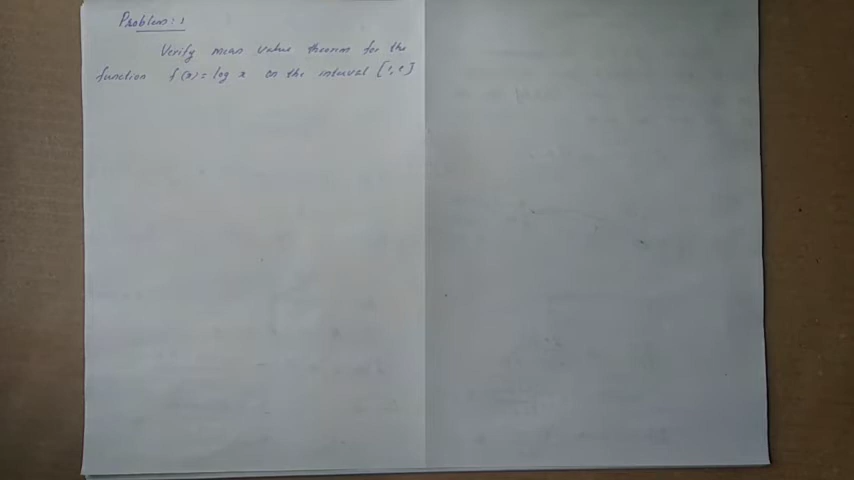 Problem: 1
Verify mean value theorem for the
function f(x) = log x on the interval [1, e]